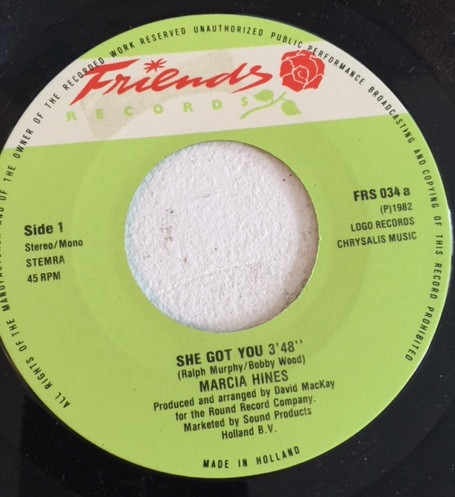 ALL RIGHTS OF THE MANUFACTURER AND OF THE OWNER OF THE RECORDED WORK RESERVED UNAUTHORIZED PUBLIC PERFORMANCE BROADCASTING AND COPYING OF THIS RECORD PROHIBITED
Friends
RECORDS
FRS 034 a
(P)1982
LOGO RECORDS
CHRYSALIS MUSIC
Side 1
Stereo/Mono
STEMRA
45 RPM
SHE GOT YOU 3'48''
(Ralph Murphy/Bobby Wood)
MARCIA HINES
Produced and arranged by David MacKay
for the Round Record Company.
Marketed by Sound Products
Holland B.V.
MADE IN HOLLAND